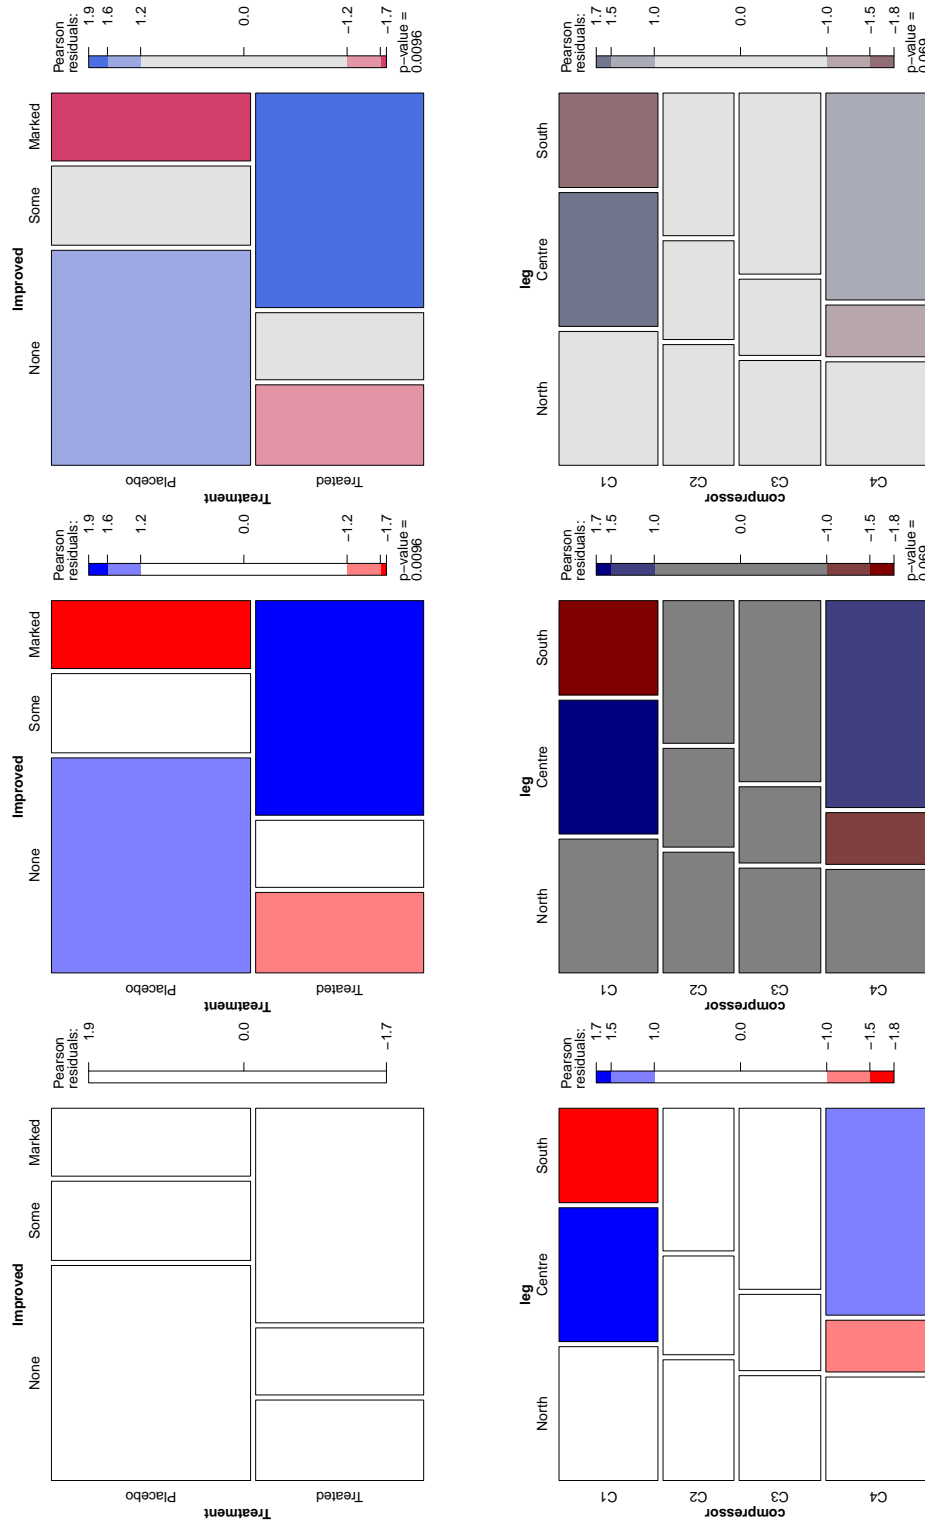 Improved
None
Some
Marked
Treatment
Placebo
Treated
Pearson
residuals:
1.9
1.6
1.2
0.0
−1.2
−1.7
p−value =
0.0096
leg
North
Centre
South
compressor
C1
C2
C3
C4
Pearson
residuals:
1.7
1.5
1.0
0.0
−1.0
−1.5
−1.8
p−value =
0.069
Improved
None
Some
Marked
Treatment
Placebo
Treated
Pearson
residuals:
1.9
1.6
1.2
0.0
−1.2
−1.7
p−value =
0.0096
leg
North
Centre
South
compressor
C1
C2
C3
C4
Pearson
residuals:
1.7
1.5
1.0
0.0
−1.0
−1.5
−1.8
p−value =
0.069
Improved
None
Some
Marked
Treatment
Placebo
Treated
Pearson
residuals:
1.9
0.0
−1.7
leg
North
Centre
South
compressor
C1
C2
C3
C4
Pearson
residuals:
1.7
1.5
1.0
0.0
−1.0
−1.5
−1.8